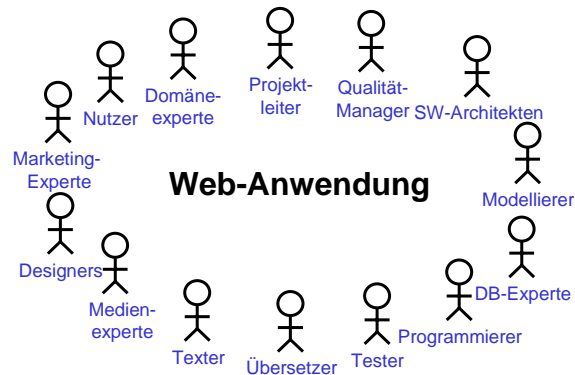 Projekt-
leiter
Qualität-
Manager
SW-Architekten
Modellierer
DB-Experte
Programmierer
Tester
Übersetzer
Texter
Medien-
experte
Designers
Marketing-
Experte
Nutzer
Domäne-
experte
Web-Anwendung